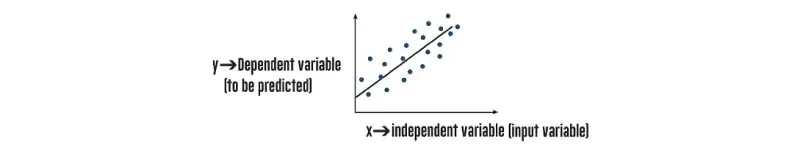 y→Dependent variable
(to be predicted)
x→independent variable (input variable)